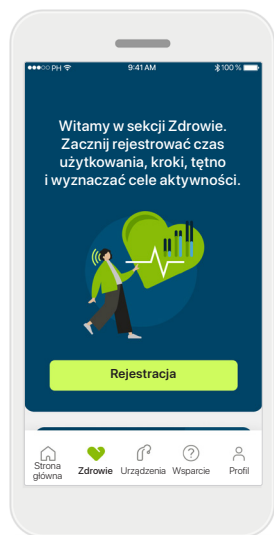 PH 9:41 AM 100 %
Witamy w sekcji Zdrowie.
Zacznij rejestrować czas
użytkowania, kroki, tętno
i wyznaczać cele aktywności.
Rejestracja
Strona
główna
Zdrowie
Urządzenia
Wsparcie
Profil